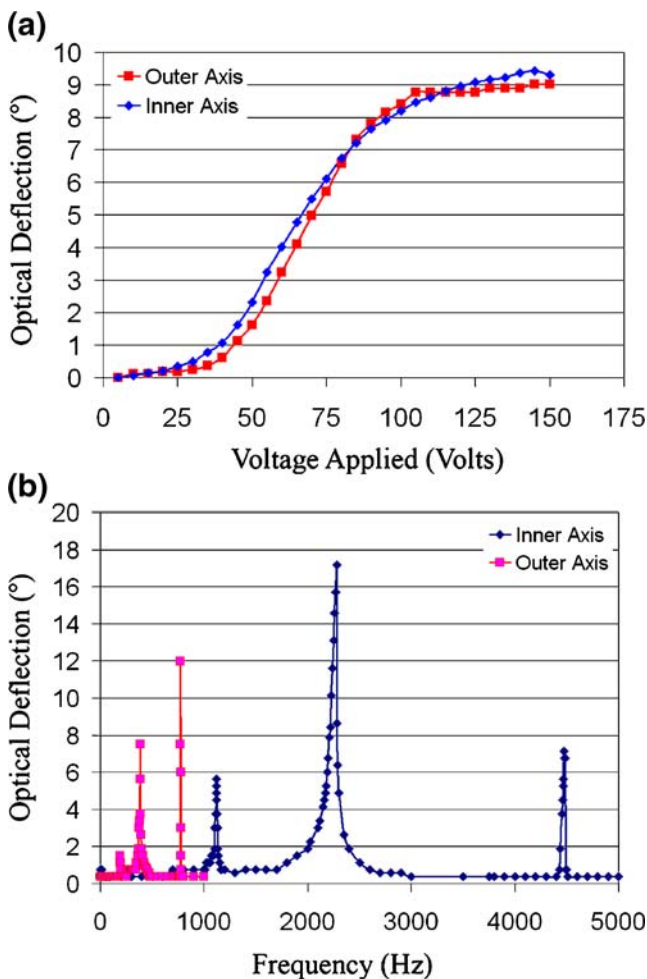 (a)
10
9
8
7
6
5
4
3
2
1
0
Optical Deflection (°)
Outer Axis
Inner Axis
0 25 50 75 100 125 150 175
Voltage Applied (Volts)
(b)
20
18
16
14
12
10
8
6
4
2
0
Optical Deflection (°)
Inner Axis
Outer Axis
0 1000 2000 3000 4000 5000
Frequency (Hz)